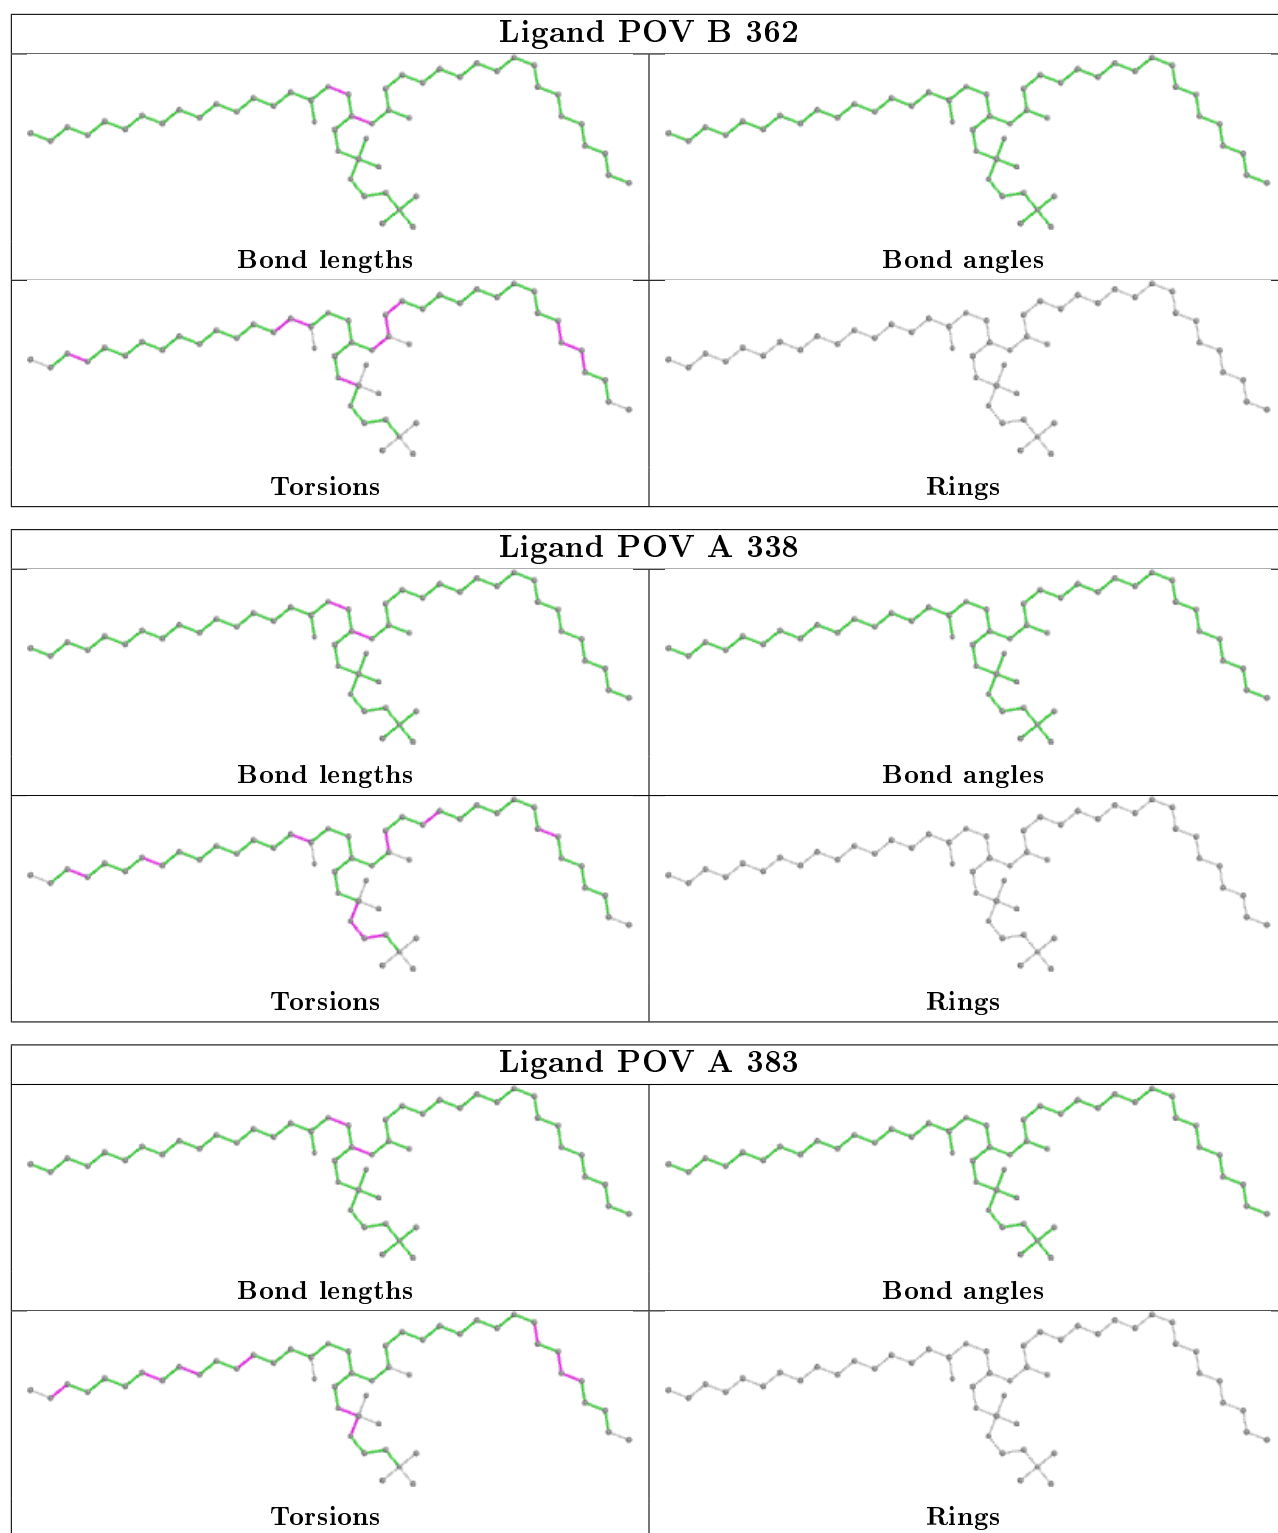 Ligand POV B 362
Bond lengths
Bond angles
Torsions
Rings
Ligand POV A 338
Bond lengths
Bond angles
Torsions
Rings
Ligand POV A 383
Bond lengths
Bond angles
Torsions
Rings